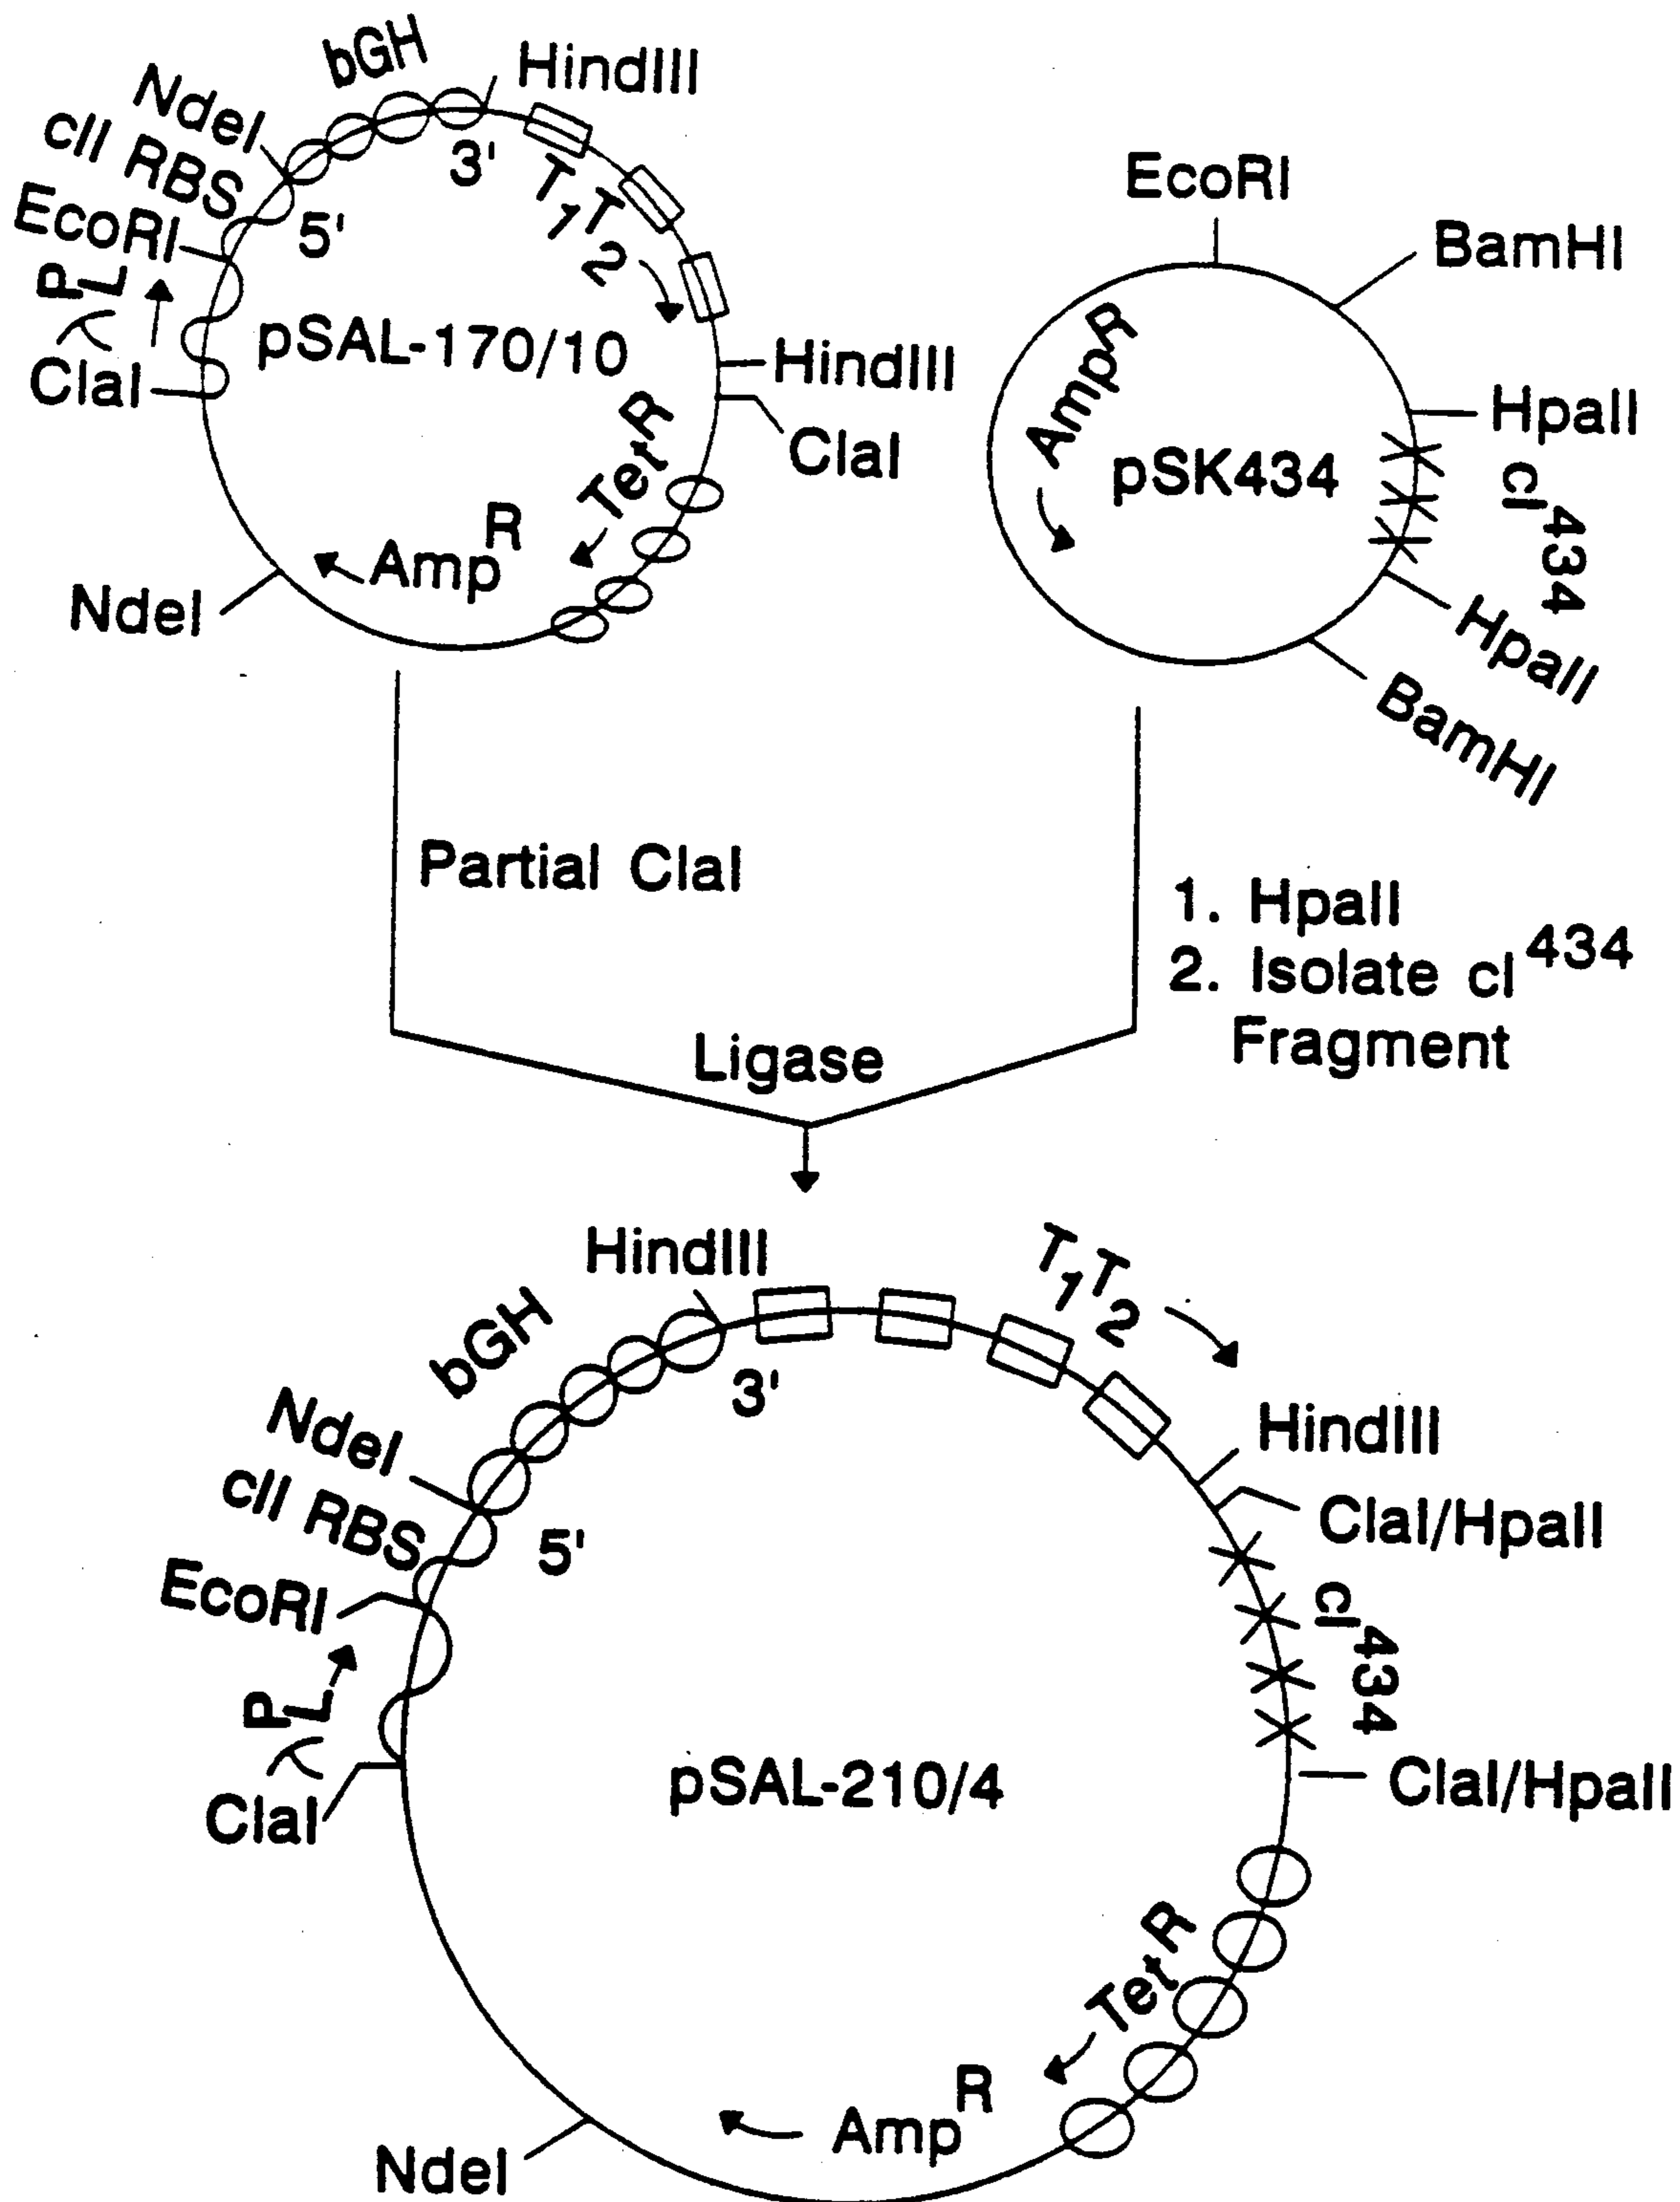 bGH
HindIII
NdeI
cII RBS
EcoRI
λ PL
ClaI
5'
3'
T1T2
pSAL-170/10
HindIII
ClaI
TetR
AmpR
NdeI
EcoRI
BamHI
HpaII
cI434
HpaII
BamHI
AmpR
pSK434
Partial ClaI
1. HpaII
2. Isolate cI434
Fragment
Ligase
HindIII
T1T2
bGH
3'
NdeI
cII RBS
5'
EcoRI
λ PL
ClaI
HindIII
ClaI/HpaII
cI434
ClaI/HpaII
pSAL-210/4
TetR
AmpR
NdeI